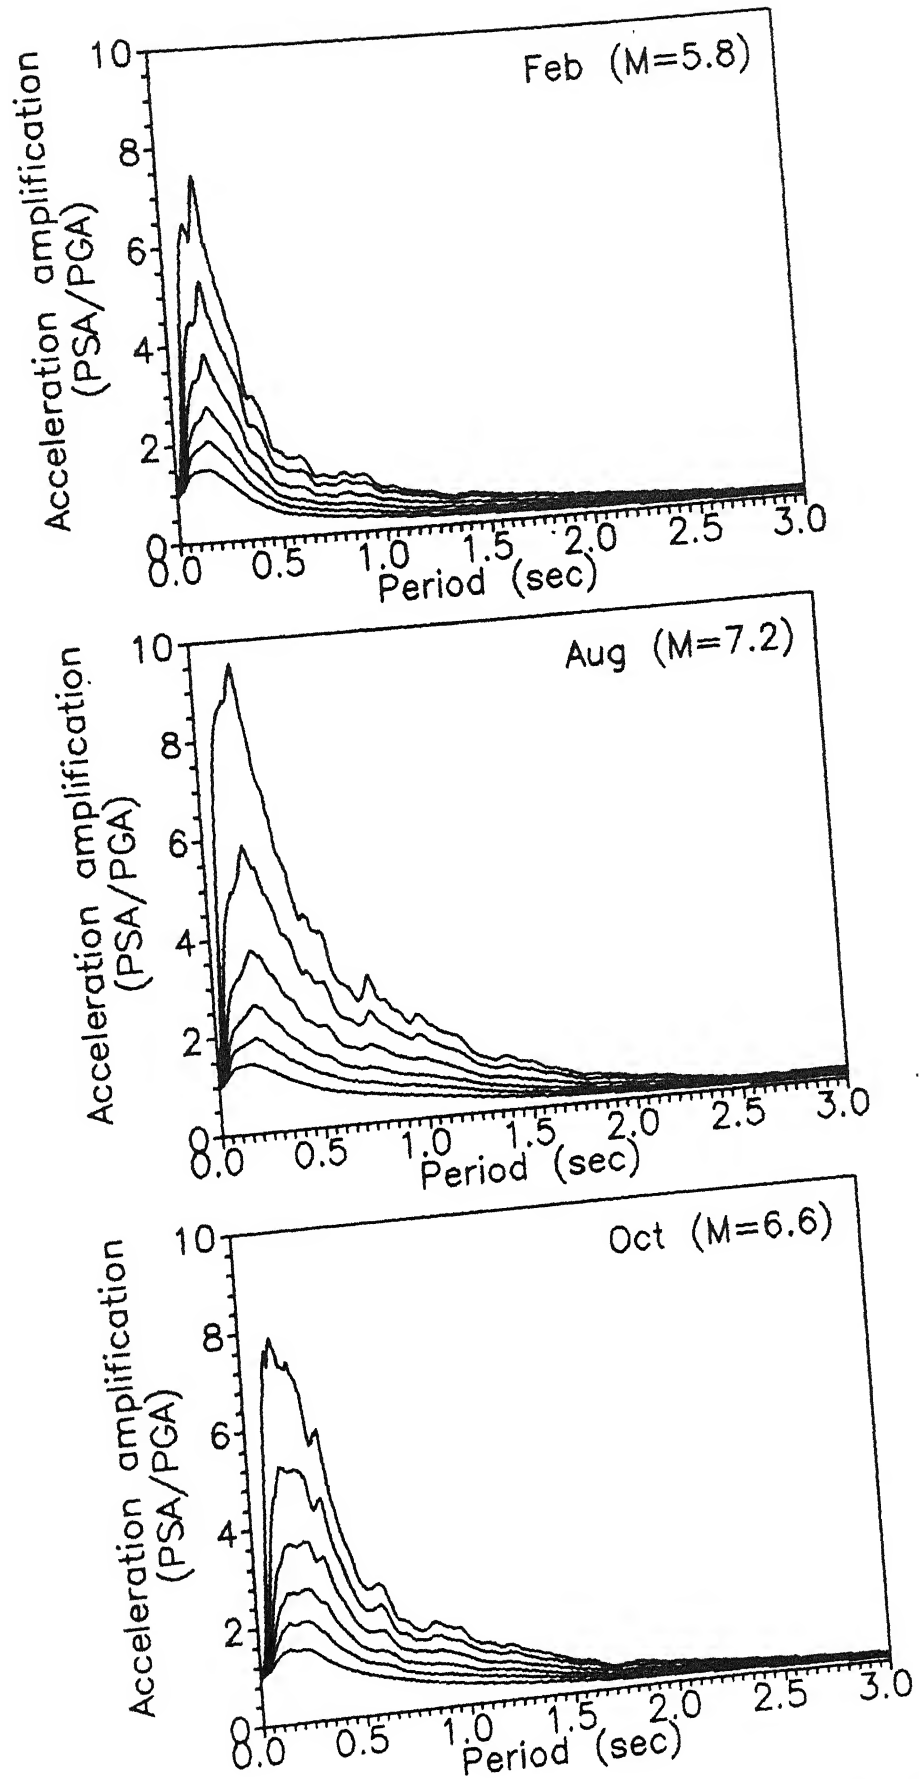 Feb (M=5.8)
Acceleration amplification
(PSA/PGA)
10
8
6
4
2
0
0.0 0.5 1.0 1.5 2.0 2.5 3.0
Period (sec)
Aug (M=7.2)
Acceleration amplification
(PSA/PGA)
10
8
6
4
2
0
0.0 0.5 1.0 1.5 2.0 2.5 3.0
Period (sec)
Oct (M=6.6)
Acceleration amplification
(PSA/PGA)
10
8
6
4
2
0
0.0 0.5 1.0 1.5 2.0 2.5 3.0
Period (sec)